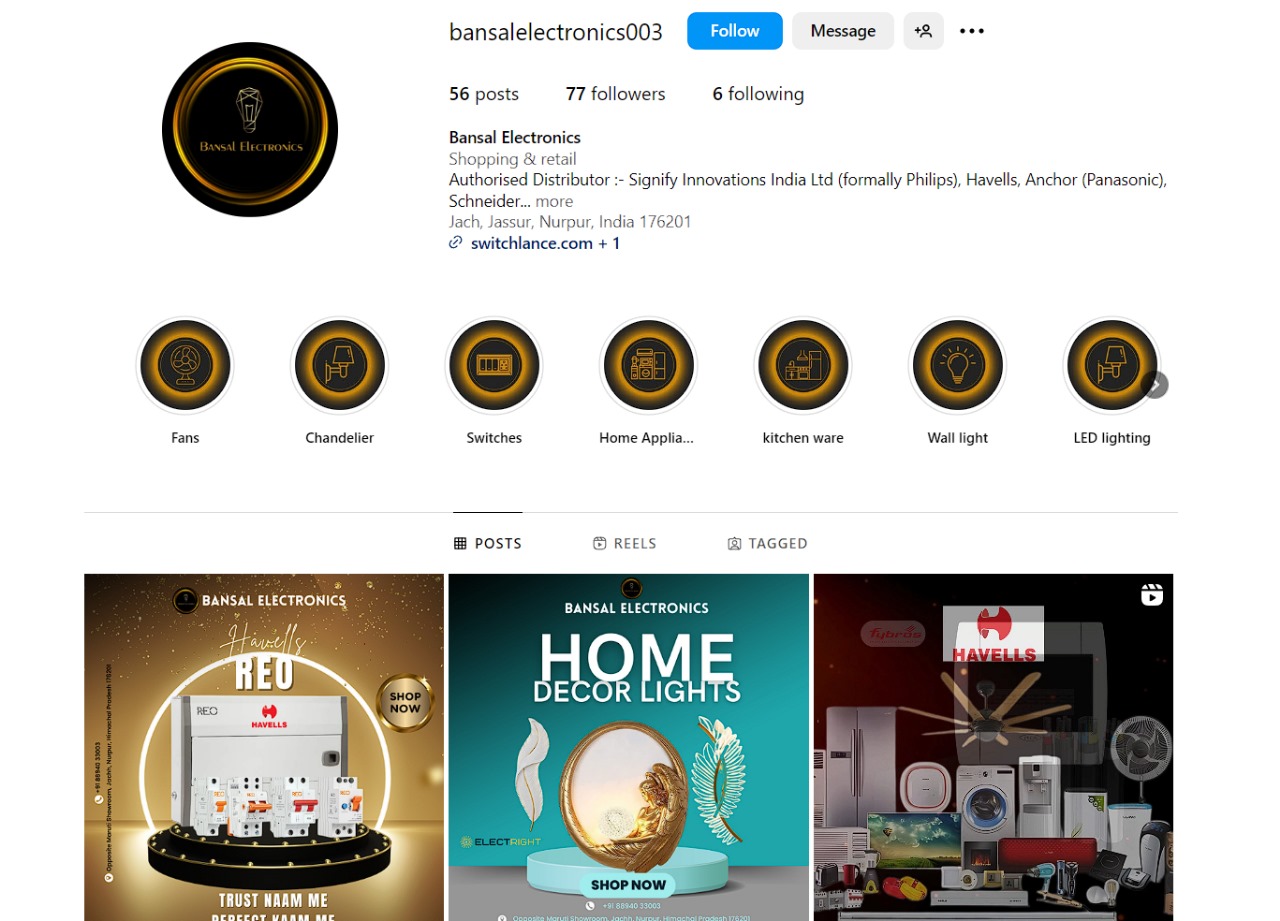 bansalelectronics003 Follow Message
56 posts 77 followers 6 following
Bansal Electronics
Shopping & retail
Authorised Distributor :- Signify Innovations India Ltd (formally Philips), Havells, Anchor (Panasonic),
Schneider... more
Jach, Jassur, Nurpur, India 176201
switchlance.com + 1
BANSAL ELECTRONICS
Fans Chandelier Switches Home Applia... kitchen ware Wall light LED lighting
POSTS REELS TAGGED
BANSAL ELECTRONICS
Havells
REO
SHOP
NOW
REO
HAVELLS
+91 88940 33003
Opposite Maruti Showroom, Jachh, Nurpur, Himachal Pradesh 176201
TRUST NAAM ME
PERFECT KAAM ME
BANSAL ELECTRONICS
HOME
DECOR LIGHTS
ELECTRIGHT
SHOP NOW
+91 88940 33003
Opposite Maruti Showroom, Jachh, Nurpur, Himachal Pradesh 176201
fybros
HAVELLS